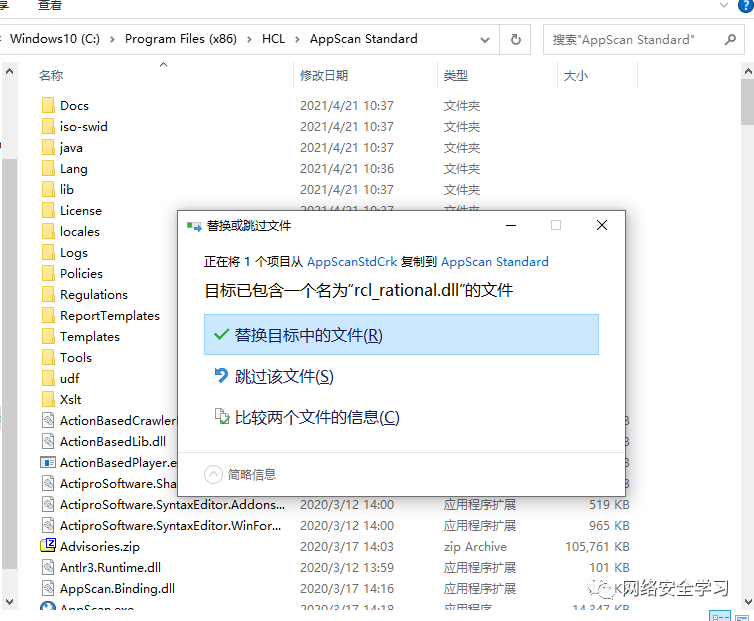 查看
Windows10 (C:) › Program Files (x86) › HCL › AppScan Standard
搜索"AppScan Standard"
名称 修改日期 类型 大小
Docs 2021/4/21 10:37 文件夹
iso-swid 2021/4/21 10:37 文件夹
java 2021/4/21 10:37 文件夹
Lang 2021/4/21 10:36 文件夹
lib 2021/4/21 10:37 文件夹
License 2021/4/21 10:37 文件夹
locales
Logs
Policies
Regulations
ReportTemplates
Templates
Tools
udf
Xslt
ActionBasedCrawler
ActionBasedLib.dll
ActionBasedPlayer.e
ActiproSoftware.Sha
ActiproSoftware.SyntaxEditor.Addons... 2020/3/12 14:00 应用程序扩展 519 KB
ActiproSoftware.SyntaxEditor.WinFor... 2020/3/12 14:00 应用程序扩展 965 KB
Advisories.zip 2020/3/17 14:03 zip Archive 105,761 KB
Antlr3.Runtime.dll 2020/3/12 13:59 应用程序扩展 101 KB
AppScan.Binding.dll 2020/3/17 14:16 应用程序扩展 KB
AppScan.exe 2020/3/17 14:18 应用程序 14,347 KB
替换或跳过文件
正在将 1 个项目从 AppScanStdCrk 复制到 AppScan Standard
目标已包含一个名为“rcl_rational.dll”的文件
替换目标中的文件(R)
跳过该文件(S)
比较两个文件的信息(C)
简略信息
网络安全学习